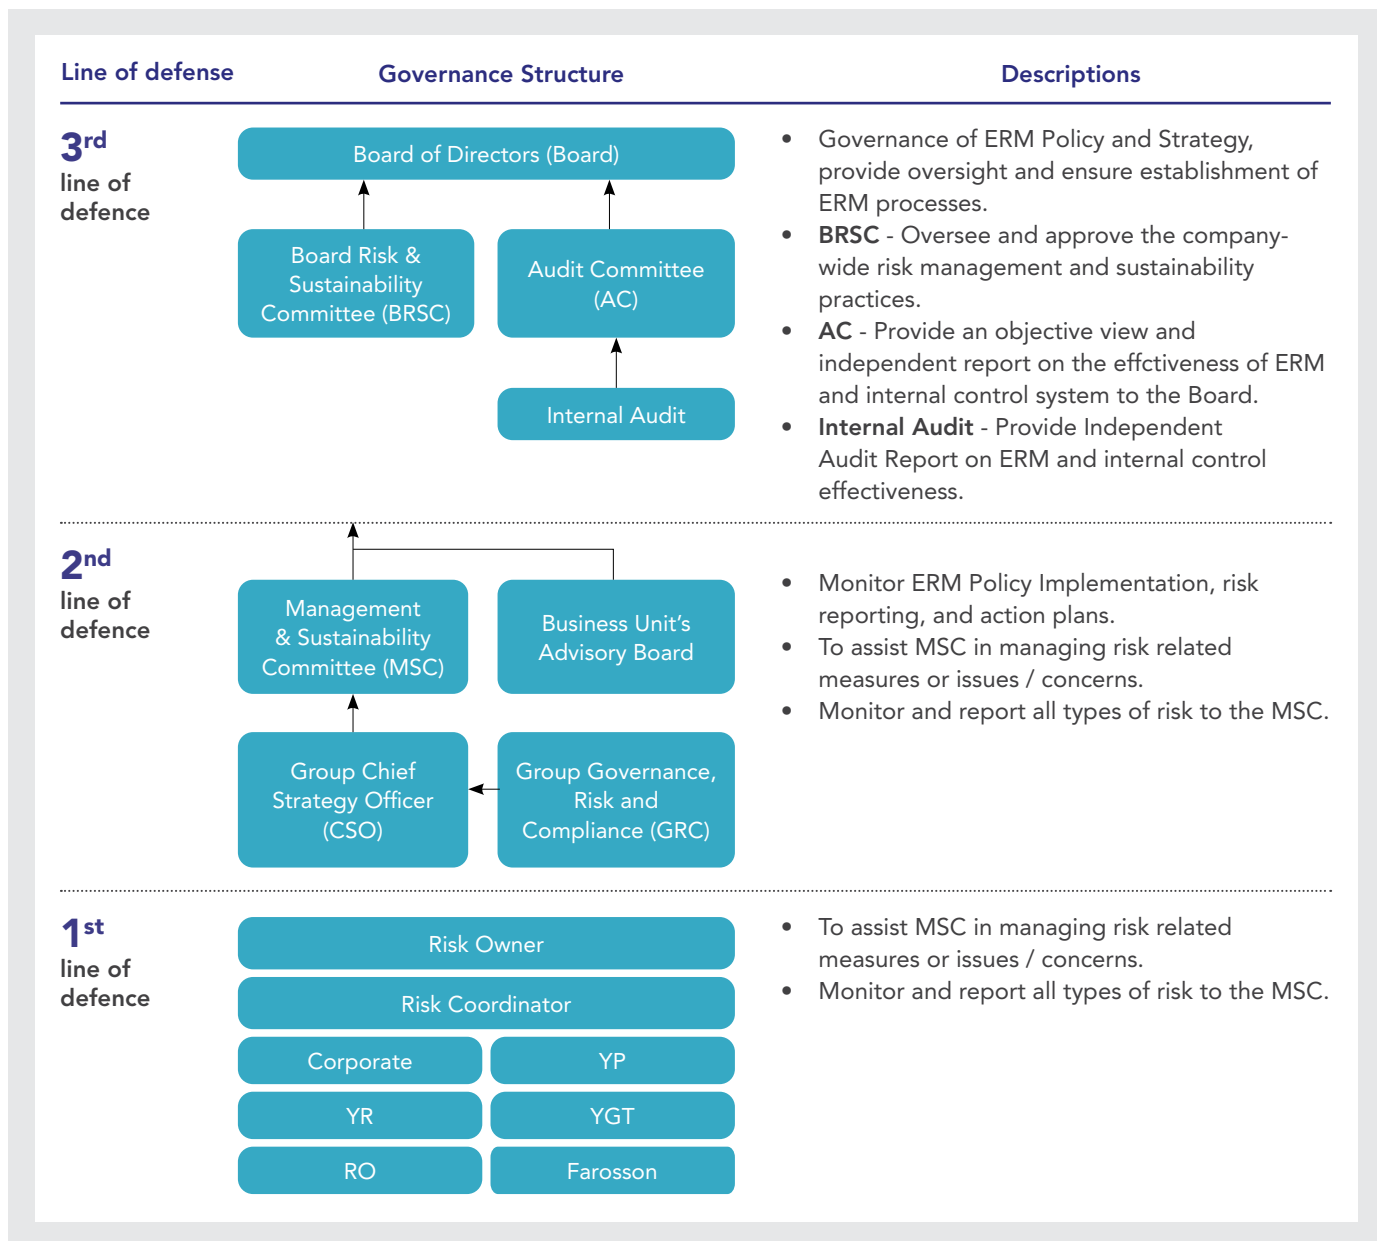 Line of defense
Governance Structure
Descriptions
3rd
line of
defence
Board of Directors (Board)
Board Risk &
Sustainability
Committee (BRSC)
Audit Committee
(AC)
Internal Audit
• Governance of ERM Policy and Strategy,
provide oversight and ensure establishment of
ERM processes.
• BRSC - Oversee and approve the company-
wide risk management and sustainability
practices.
• AC - Provide an objective view and
independent report on the effctiveness of ERM
and internal control system to the Board.
• Internal Audit - Provide Independent
Audit Report on ERM and internal control
effectiveness.
2nd
line of
defence
Management
& Sustainability
Committee (MSC)
Business Unit's
Advisory Board
Group Chief
Strategy Officer
(CSO)
Group Governance,
Risk and
Compliance (GRC)
• Monitor ERM Policy Implementation, risk
reporting, and action plans.
• To assist MSC in managing risk related
measures or issues / concerns.
• Monitor and report all types of risk to the MSC.
1st
line of
defence
Risk Owner
Risk Coordinator
Corporate
YP
YR
YGT
RO
Farosson
• To assist MSC in managing risk related
measures or issues / concerns.
• Monitor and report all types of risk to the MSC.